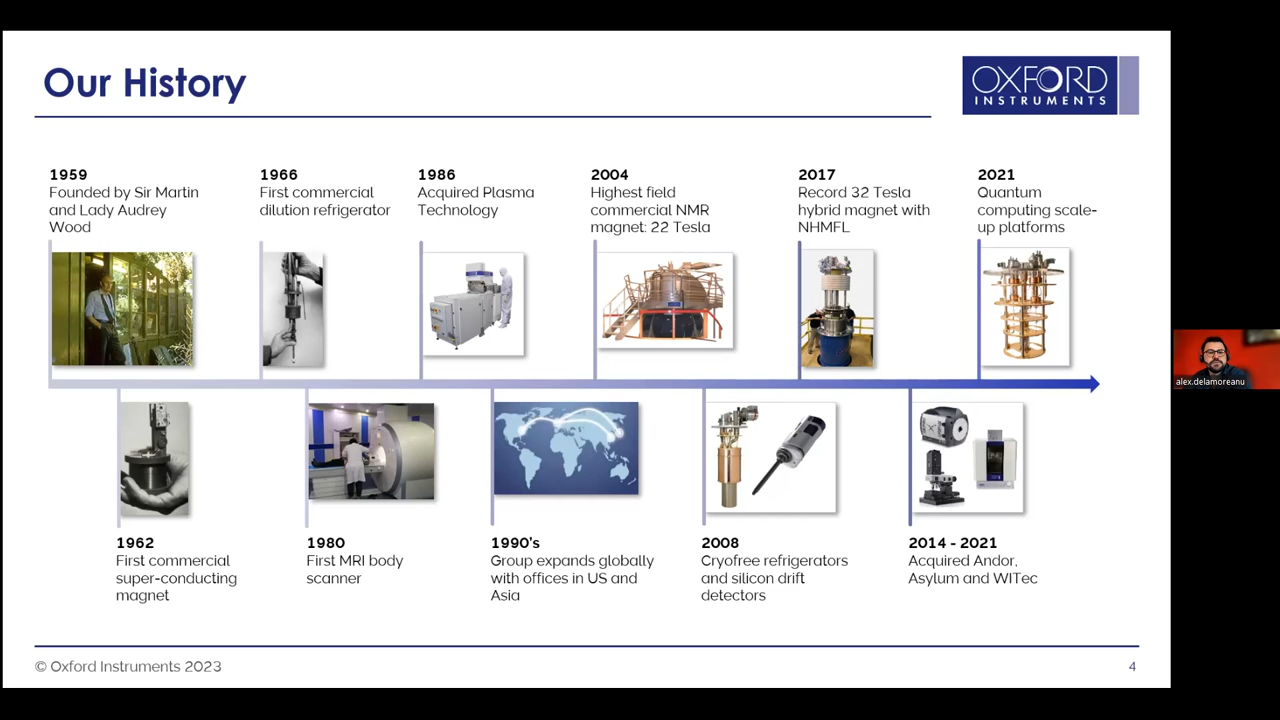 Our History
OXFORD
INSTRUMENTS
1959
Founded by Sir Martin
and Lady Audrey
Wood
1966
First commercial
dilution refrigerator
1986
Acquired Plasma
Technology
2004
Highest field
commercial NMR
magnet: 22 Tesla
2017
Record 32 Tesla
hybrid magnet with
NHMFL
2021
Quantum
computing scale-
up platforms
1962
First commercial
super-conducting
magnet
1980
First MRI body
scanner
1990's
Group expands globally
with offices in US and
Asia
2008
Cryofree refrigerators
and silicon drift
detectors
2014 - 2021
Acquired Andor,
Asylum and WITec
© Oxford Instruments 2023
4
alex.delamoreanu